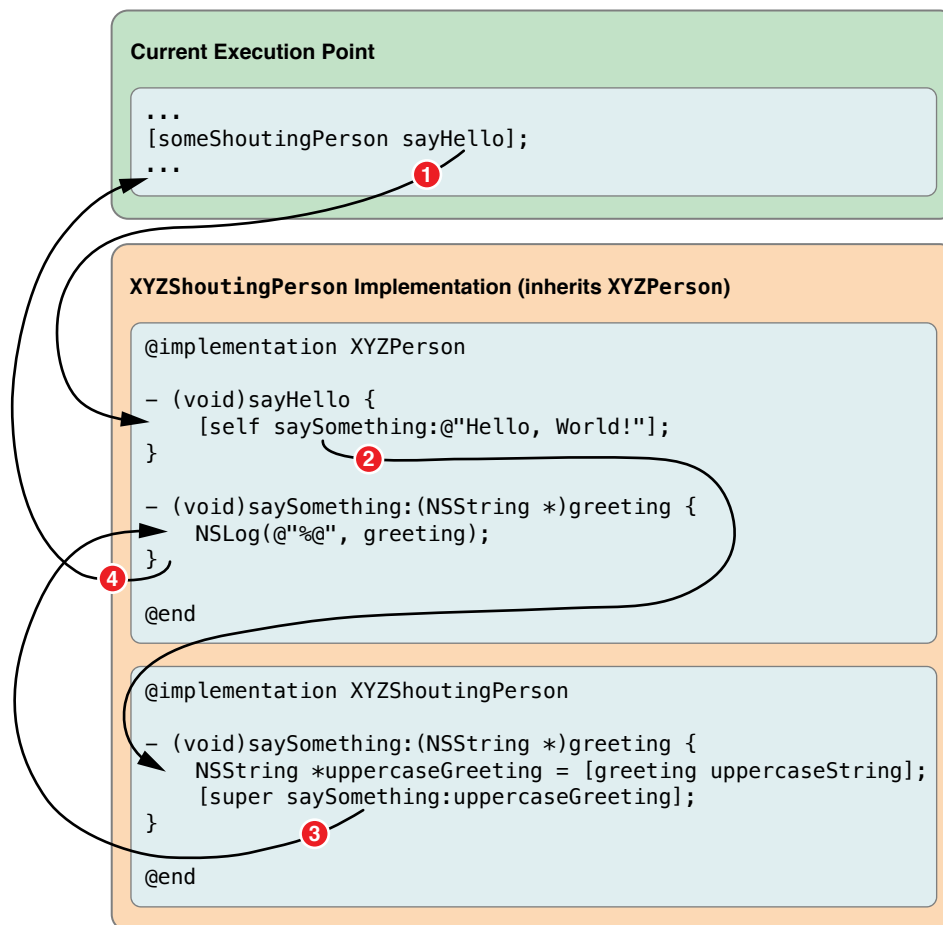 Current Execution Point
...
[someShoutingPerson sayHello];
...
1
XYZShoutingPerson Implementation (inherits XYZPerson)
@implementation XYZPerson
– (void)sayHello {
[self saySomething:@"Hello, World!"];
}
2
– (void)saySomething:(NSString *)greeting {
NSLog(@"%@", greeting);
}
4
@end
@implementation XYZShoutingPerson
– (void)saySomething:(NSString *)greeting {
NSString *uppercaseGreeting = [greeting uppercaseString];
[super saySomething:uppercaseGreeting];
}
3
@end